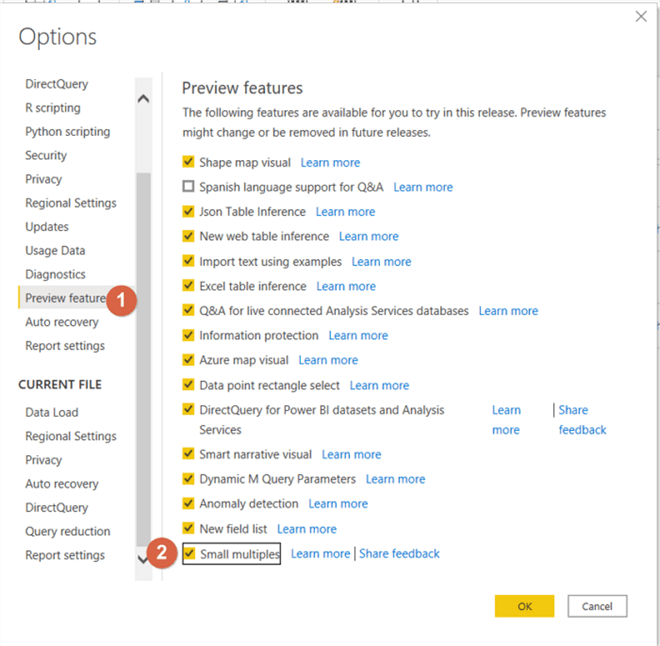 Options
DirectQuery
R scripting
Python scripting
Security
Privacy
Regional Settings
Updates
Usage Data
Diagnostics
Preview feature
1
Auto recovery
Report settings
CURRENT FILE
Data Load
Regional Settings
Privacy
Auto recovery
DirectQuery
Query reduction
Report settings
Preview features
The following features are available for you to try in this release. Preview features
might change or be removed in future releases.
Shape map visual Learn more
Spanish language support for Q&A Learn more
Json Table Inference Learn more
New web table inference Learn more
Import text using examples Learn more
Excel table inference Learn more
Q&A for live connected Analysis Services databases Learn more
Information protection Learn more
Azure map visual Learn more
Data point rectangle select Learn more
DirectQuery for Power BI datasets and Analysis Learn | Share
Services more feedback
Smart narrative visual Learn more
Dynamic M Query Parameters Learn more
Anomaly detection Learn more
New field list Learn more
2 Small multiples Learn more | Share feedback
OK Cancel